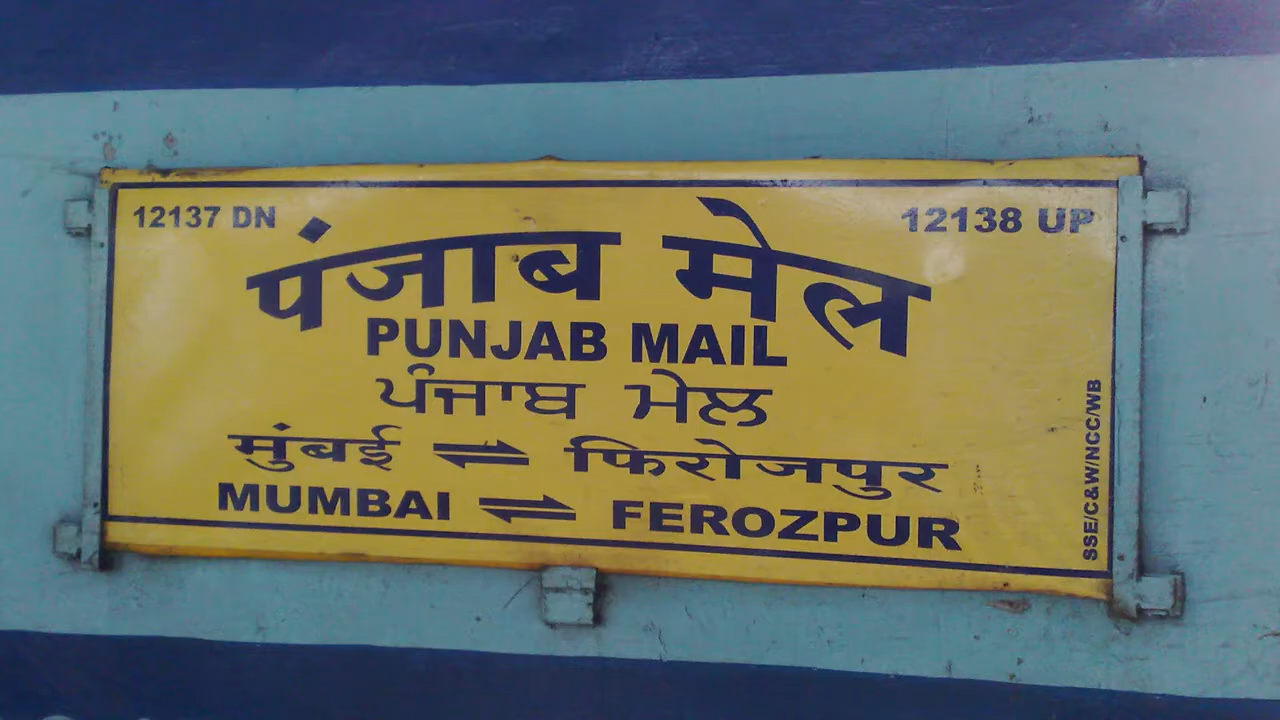 12137 DN
12138 UP
पंजाब मेल
PUNJAB MAIL
ਪੰਜਾਬ ਮੇਲ
मुंबई ⇌ फिरोजपुर
MUMBAI ⇌ FEROZPUR
SSE/C&W/NCC/WB